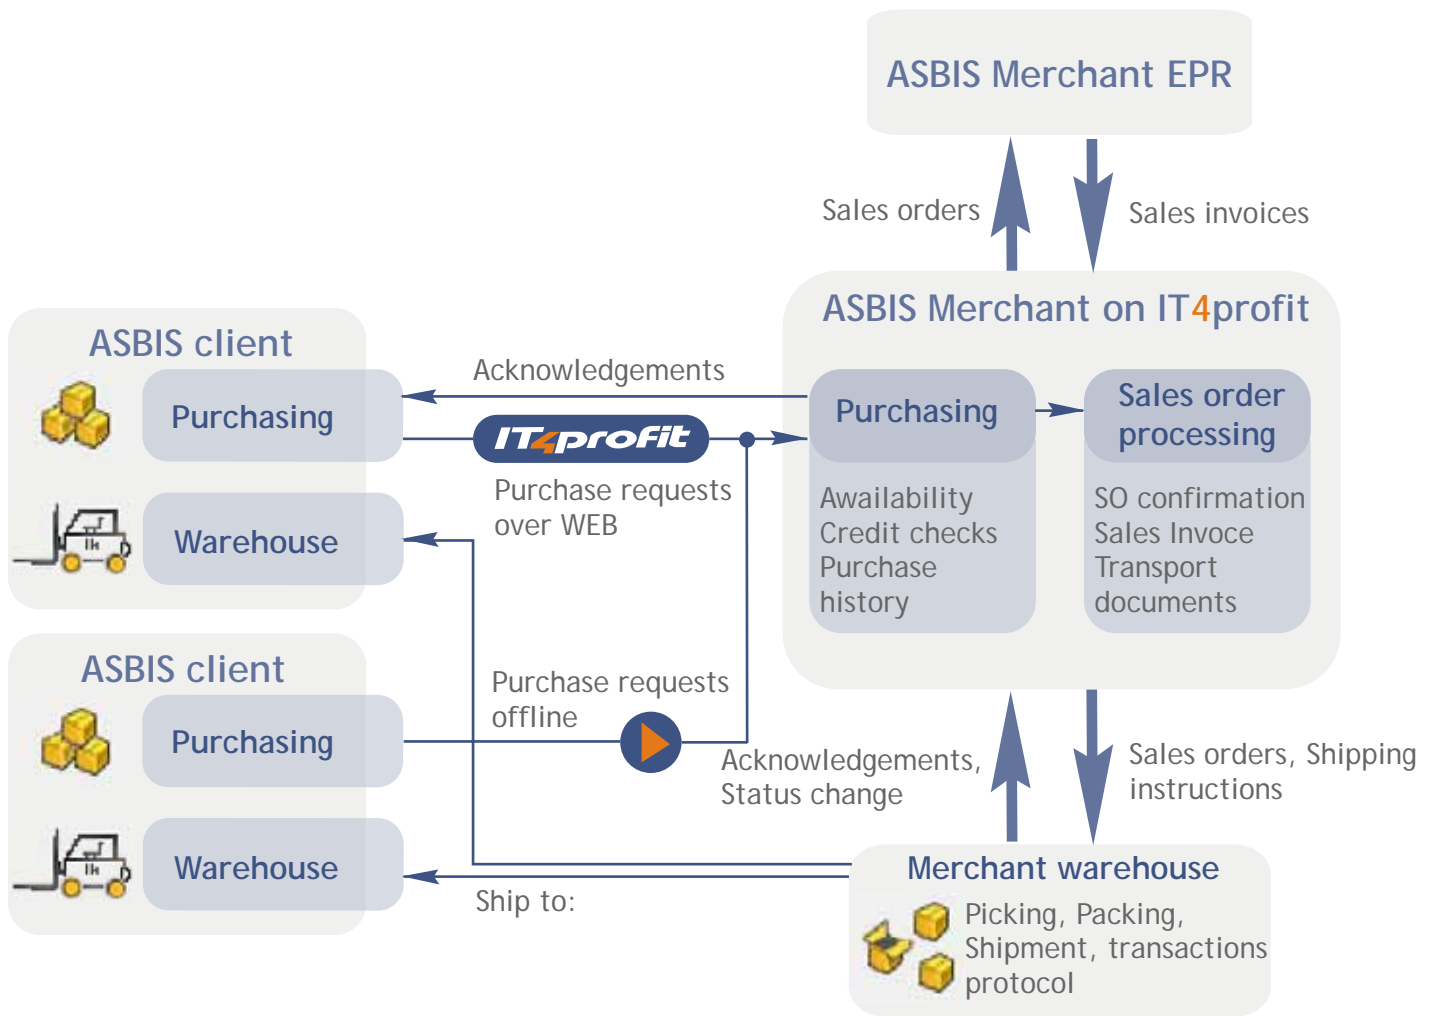 ASBIS Merchant EPR
Sales orders
Sales invoices
ASBIS Merchant on IT4profit
ASBIS client
Purchasing
Warehouse
Acknowledgements
IT4profit
Purchase requests
over WEB
Purchasing
Awailability
Credit checks
Purchase
history
Sales order
processing
SO confirmation
Sales Invoce
Transport
documents
ASBIS client
Purchasing
Warehouse
Purchase requests
offline
Acknowledgements,
Status change
Sales orders, Shipping
instructions
Ship to:
Merchant warehouse
Picking, Packing,
Shipment, transactions
protocol